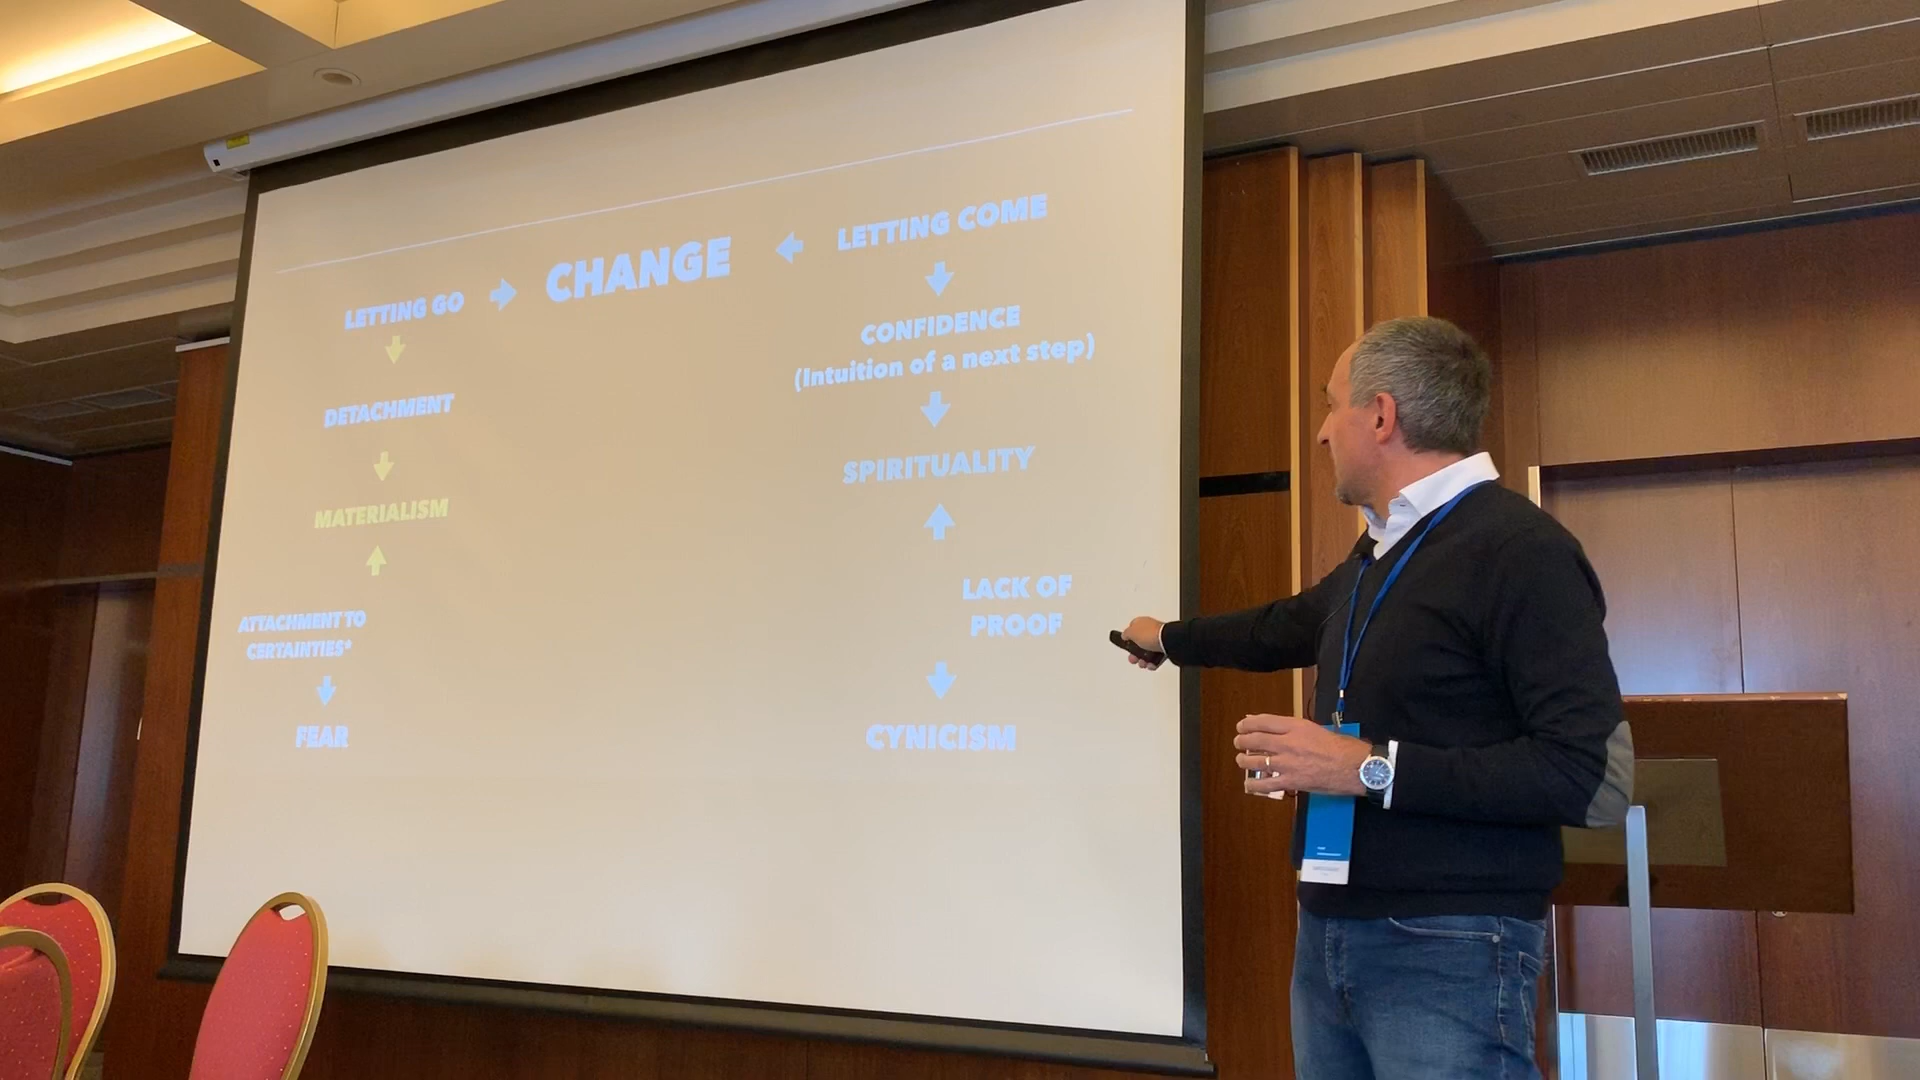 CHANGE
LETTING GO
DETACHMENT
MATERIALISM
ATTACHMENT TO
CERTAINTIES*
FEAR
LETTING COME
CONFIDENCE
(Intuition of a next step)
SPIRITUALITY
LACK OF
PROOF
CYNICISM